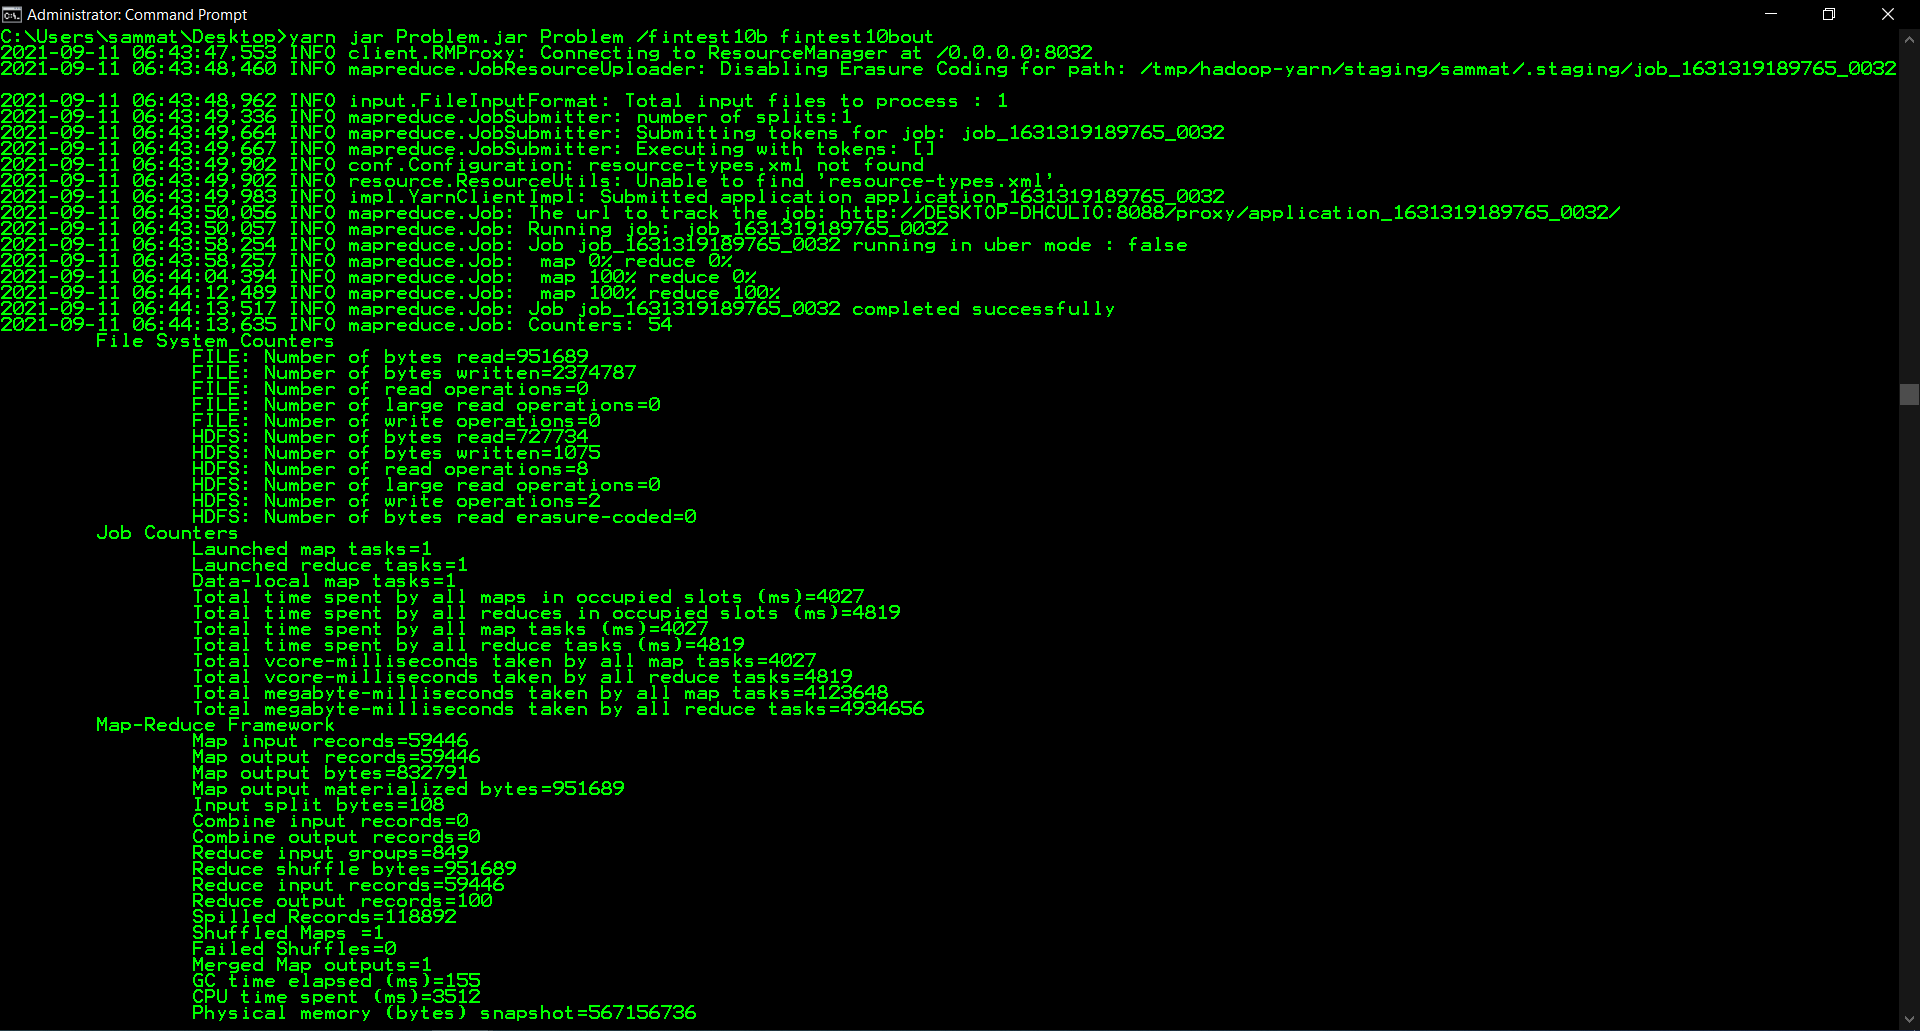 Administrator: Command Prompt
C:\Users\sammat\Desktop>yarn jar Problem.jar Problem /fintest10b fintest10bout
2021-09-11 06:43:47,553 INFO client.RMProxy: Connecting to ResourceManager at /0.0.0.0:8032
2021-09-11 06:43:48,460 INFO mapreduce.JobResourceUploader: Disabling Erasure Coding for path: /tmp/hadoop-yarn/staging/sammat/.staging/job_1631319189765_0032
2021-09-11 06:43:48,962 INFO input.FileInputFormat: Total input files to process : 1
2021-09-11 06:43:49,336 INFO mapreduce.JobSubmitter: number of splits:1
2021-09-11 06:43:49,664 INFO mapreduce.JobSubmitter: Submitting tokens for job: job_1631319189765_0032
2021-09-11 06:43:49,667 INFO mapreduce.JobSubmitter: Executing with tokens: []
2021-09-11 06:43:49,902 INFO conf.Configuration: resource-types.xml not found
2021-09-11 06:43:49,902 INFO resource.ResourceUtils: Unable to find 'resource-types.xml'.
2021-09-11 06:43:49,983 INFO impl.YarnClientImpl: Submitted application application_1631319189765_0032
2021-09-11 06:43:50,056 INFO mapreduce.Job: The url to track the job: http://DESKTOP-DHCULIO:8088/proxy/application_1631319189765_0032/
2021-09-11 06:43:50,057 INFO mapreduce.Job: Running job: job_1631319189765_0032
2021-09-11 06:43:58,254 INFO mapreduce.Job: Job job_1631319189765_0032 running in uber mode : false
2021-09-11 06:43:58,257 INFO mapreduce.Job:  map 0% reduce 0%
2021-09-11 06:44:04,394 INFO mapreduce.Job:  map 100% reduce 0%
2021-09-11 06:44:12,489 INFO mapreduce.Job:  map 100% reduce 100%
2021-09-11 06:44:13,517 INFO mapreduce.Job: Job job_1631319189765_0032 completed successfully
2021-09-11 06:44:13,635 INFO mapreduce.Job: Counters: 54
File System Counters
FILE: Number of bytes read=951689
FILE: Number of bytes written=2374787
FILE: Number of read operations=0
FILE: Number of large read operations=0
FILE: Number of write operations=0
HDFS: Number of bytes read=727734
HDFS: Number of bytes written=1075
HDFS: Number of read operations=8
HDFS: Number of large read operations=0
HDFS: Number of write operations=2
HDFS: Number of bytes read erasure-coded=0
Job Counters
Launched map tasks=1
Launched reduce tasks=1
Data-local map tasks=1
Total time spent by all maps in occupied slots (ms)=4027
Total time spent by all reduces in occupied slots (ms)=4819
Total time spent by all map tasks (ms)=4027
Total time spent by all reduce tasks (ms)=4819
Total vcore-milliseconds taken by all map tasks=4027
Total vcore-milliseconds taken by all reduce tasks=4819
Total megabyte-milliseconds taken by all map tasks=4123648
Total megabyte-milliseconds taken by all reduce tasks=4934656
Map-Reduce Framework
Map input records=59446
Map output records=59446
Map output bytes=832791
Map output materialized bytes=951689
Input split bytes=108
Combine input records=0
Combine output records=0
Reduce input groups=849
Reduce shuffle bytes=951689
Reduce input records=59446
Reduce output records=100
Spilled Records=118892
Shuffled Maps =1
Failed Shuffles=0
Merged Map outputs=1
GC time elapsed (ms)=155
CPU time spent (ms)=3512
Physical memory (bytes) snapshot=567156736